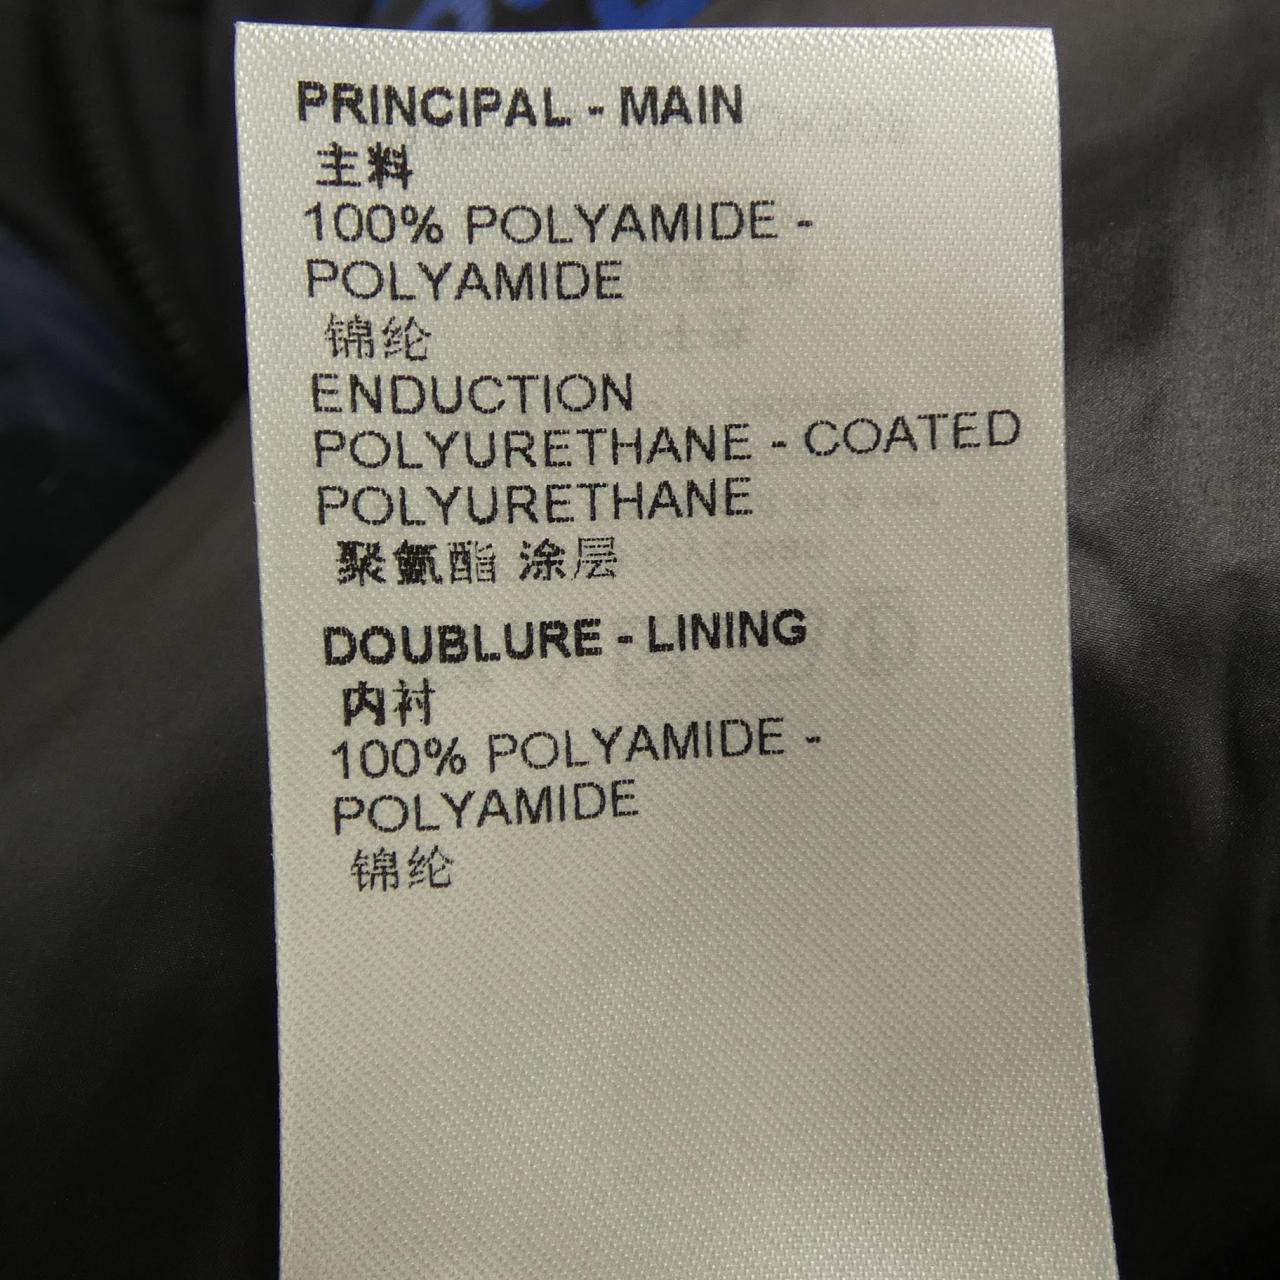 PRINCIPAL - MAIN
主料
100% POLYAMIDE -
POLYAMIDE
锦纶
ENDUCTION
POLYURETHANE - COATED
POLYURETHANE
聚氨酯 涂层
DOUBLURE - LINING
内衬
100% POLYAMIDE -
POLYAMIDE
锦纶